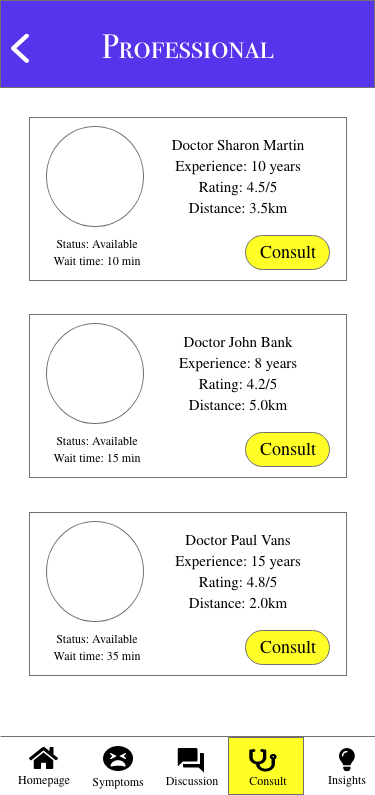 Professional
Doctor Sharon Martin
Experience: 10 years
Rating: 4.5/5
Distance: 3.5km
Status: Available
Wait time: 10 min
Consult
Doctor John Bank
Experience: 8 years
Rating: 4.2/5
Distance: 5.0km
Status: Available
Wait time: 15 min
Consult
Doctor Paul Vans
Experience: 15 years
Rating: 4.8/5
Distance: 2.0km
Status: Available
Wait time: 35 min
Consult
Homepage Symptoms Discussion Consult Insights